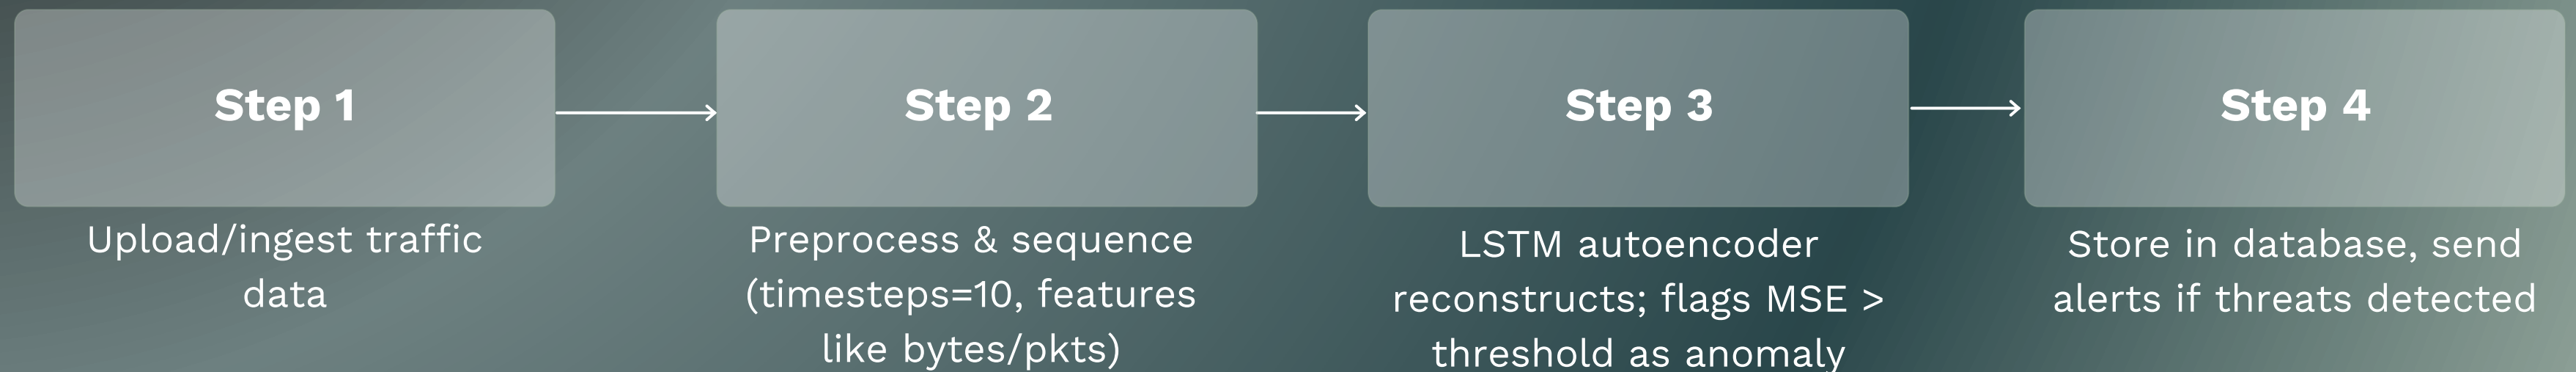 Step 1
Upload/ingest traffic
data
Step 2
Preprocess & sequence
(timesteps=10, features
like bytes/pkts)
Step 3
LSTM autoencoder
reconstructs; flags MSE >
threshold as anomaly
Step 4
Store in database, send
alerts if threats detected